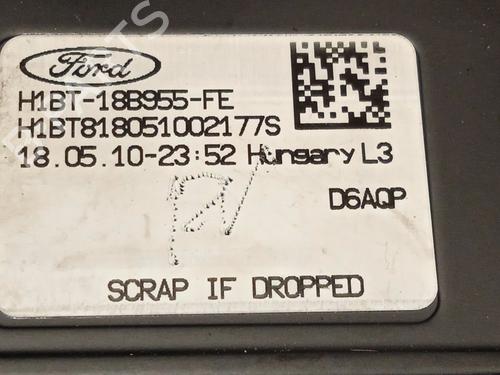 Ford
H1BT-18B955-FE
H1BT818051002177S
18.05.10-23:52 Hungary L3
D6AQP
SCRAP IF DROPPED